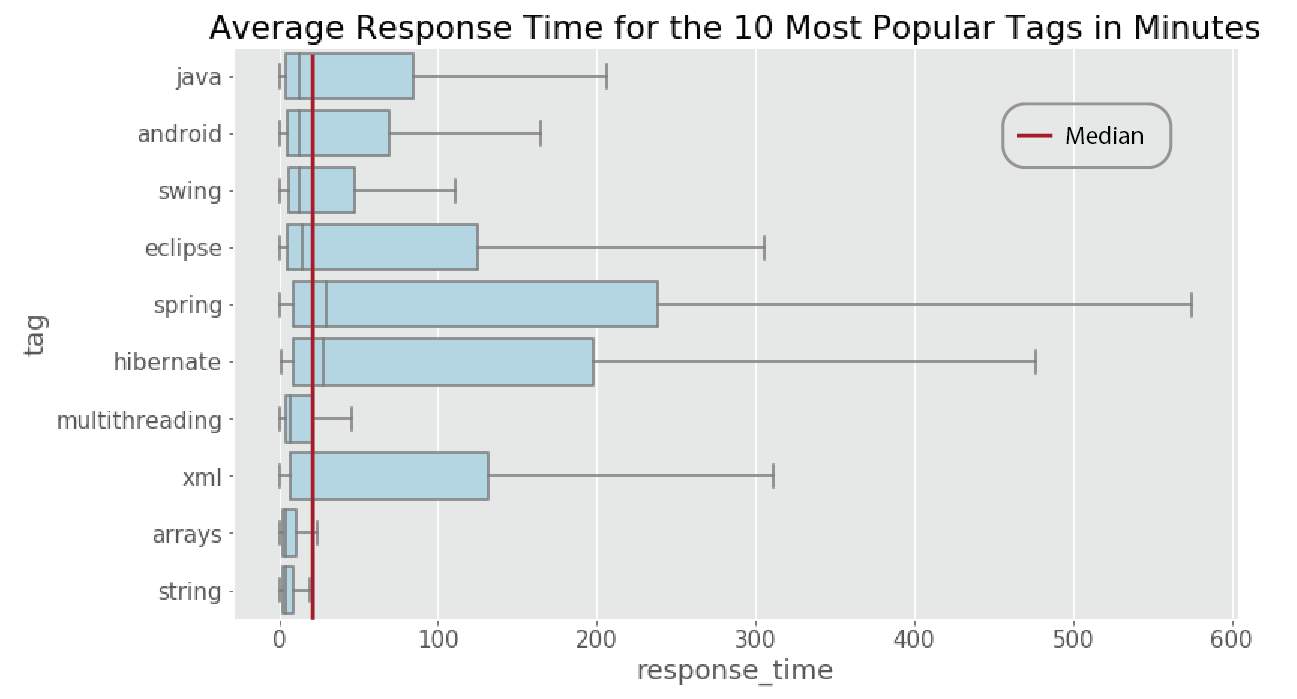 Average Response Time for the 10 Most Popular Tags in Minutes
java
android
swing
eclipse
spring
hibernate
multithreading
xml
arrays
string
tag
Median
0 100 200 300 400 500 600
response_time